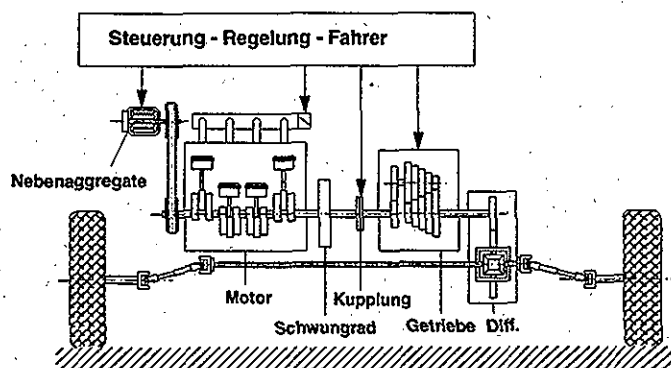 Steuerung - Regelung - Fahrer
Nebenaggregate
Motor
Kupplung
Schwungrad
Getriebe Diff.